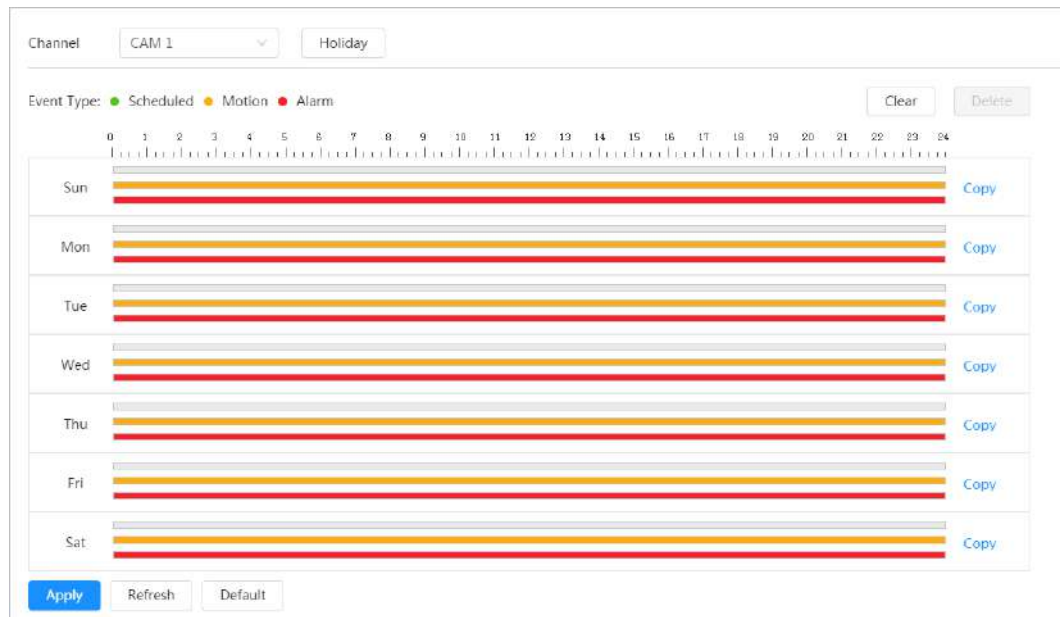 Channel CAM 1 Holiday
Event Type: Scheduled Motion Alarm Clear Delete
0 1 2 3 4 5 6 7 8 9 10 11 12 13 14 15 16 17 18 19 20 21 22 23 24
Sun Copy
Mon Copy
Tue Copy
Wed Copy
Thu Copy
Fri Copy
Sat Copy
Apply Refresh Default